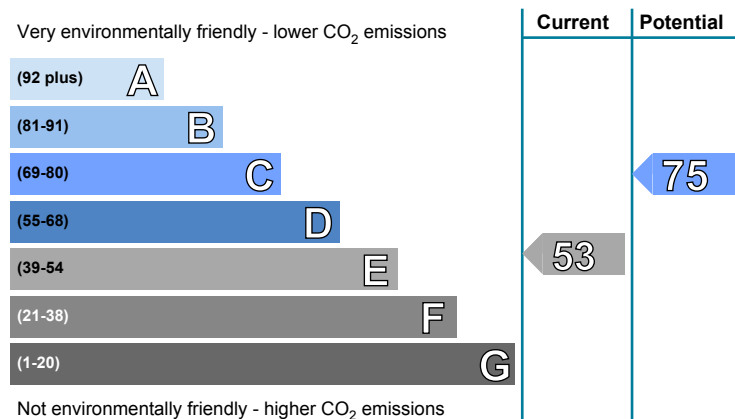 Current Potential
Very environmentally friendly - lower CO₂ emissions
(92 plus) A
(81-91) B
(69-80) C
75
(55-68) D
(39-54 E
53
(21-38) F
(1-20) G
Not environmentally friendly - higher CO₂ emissions